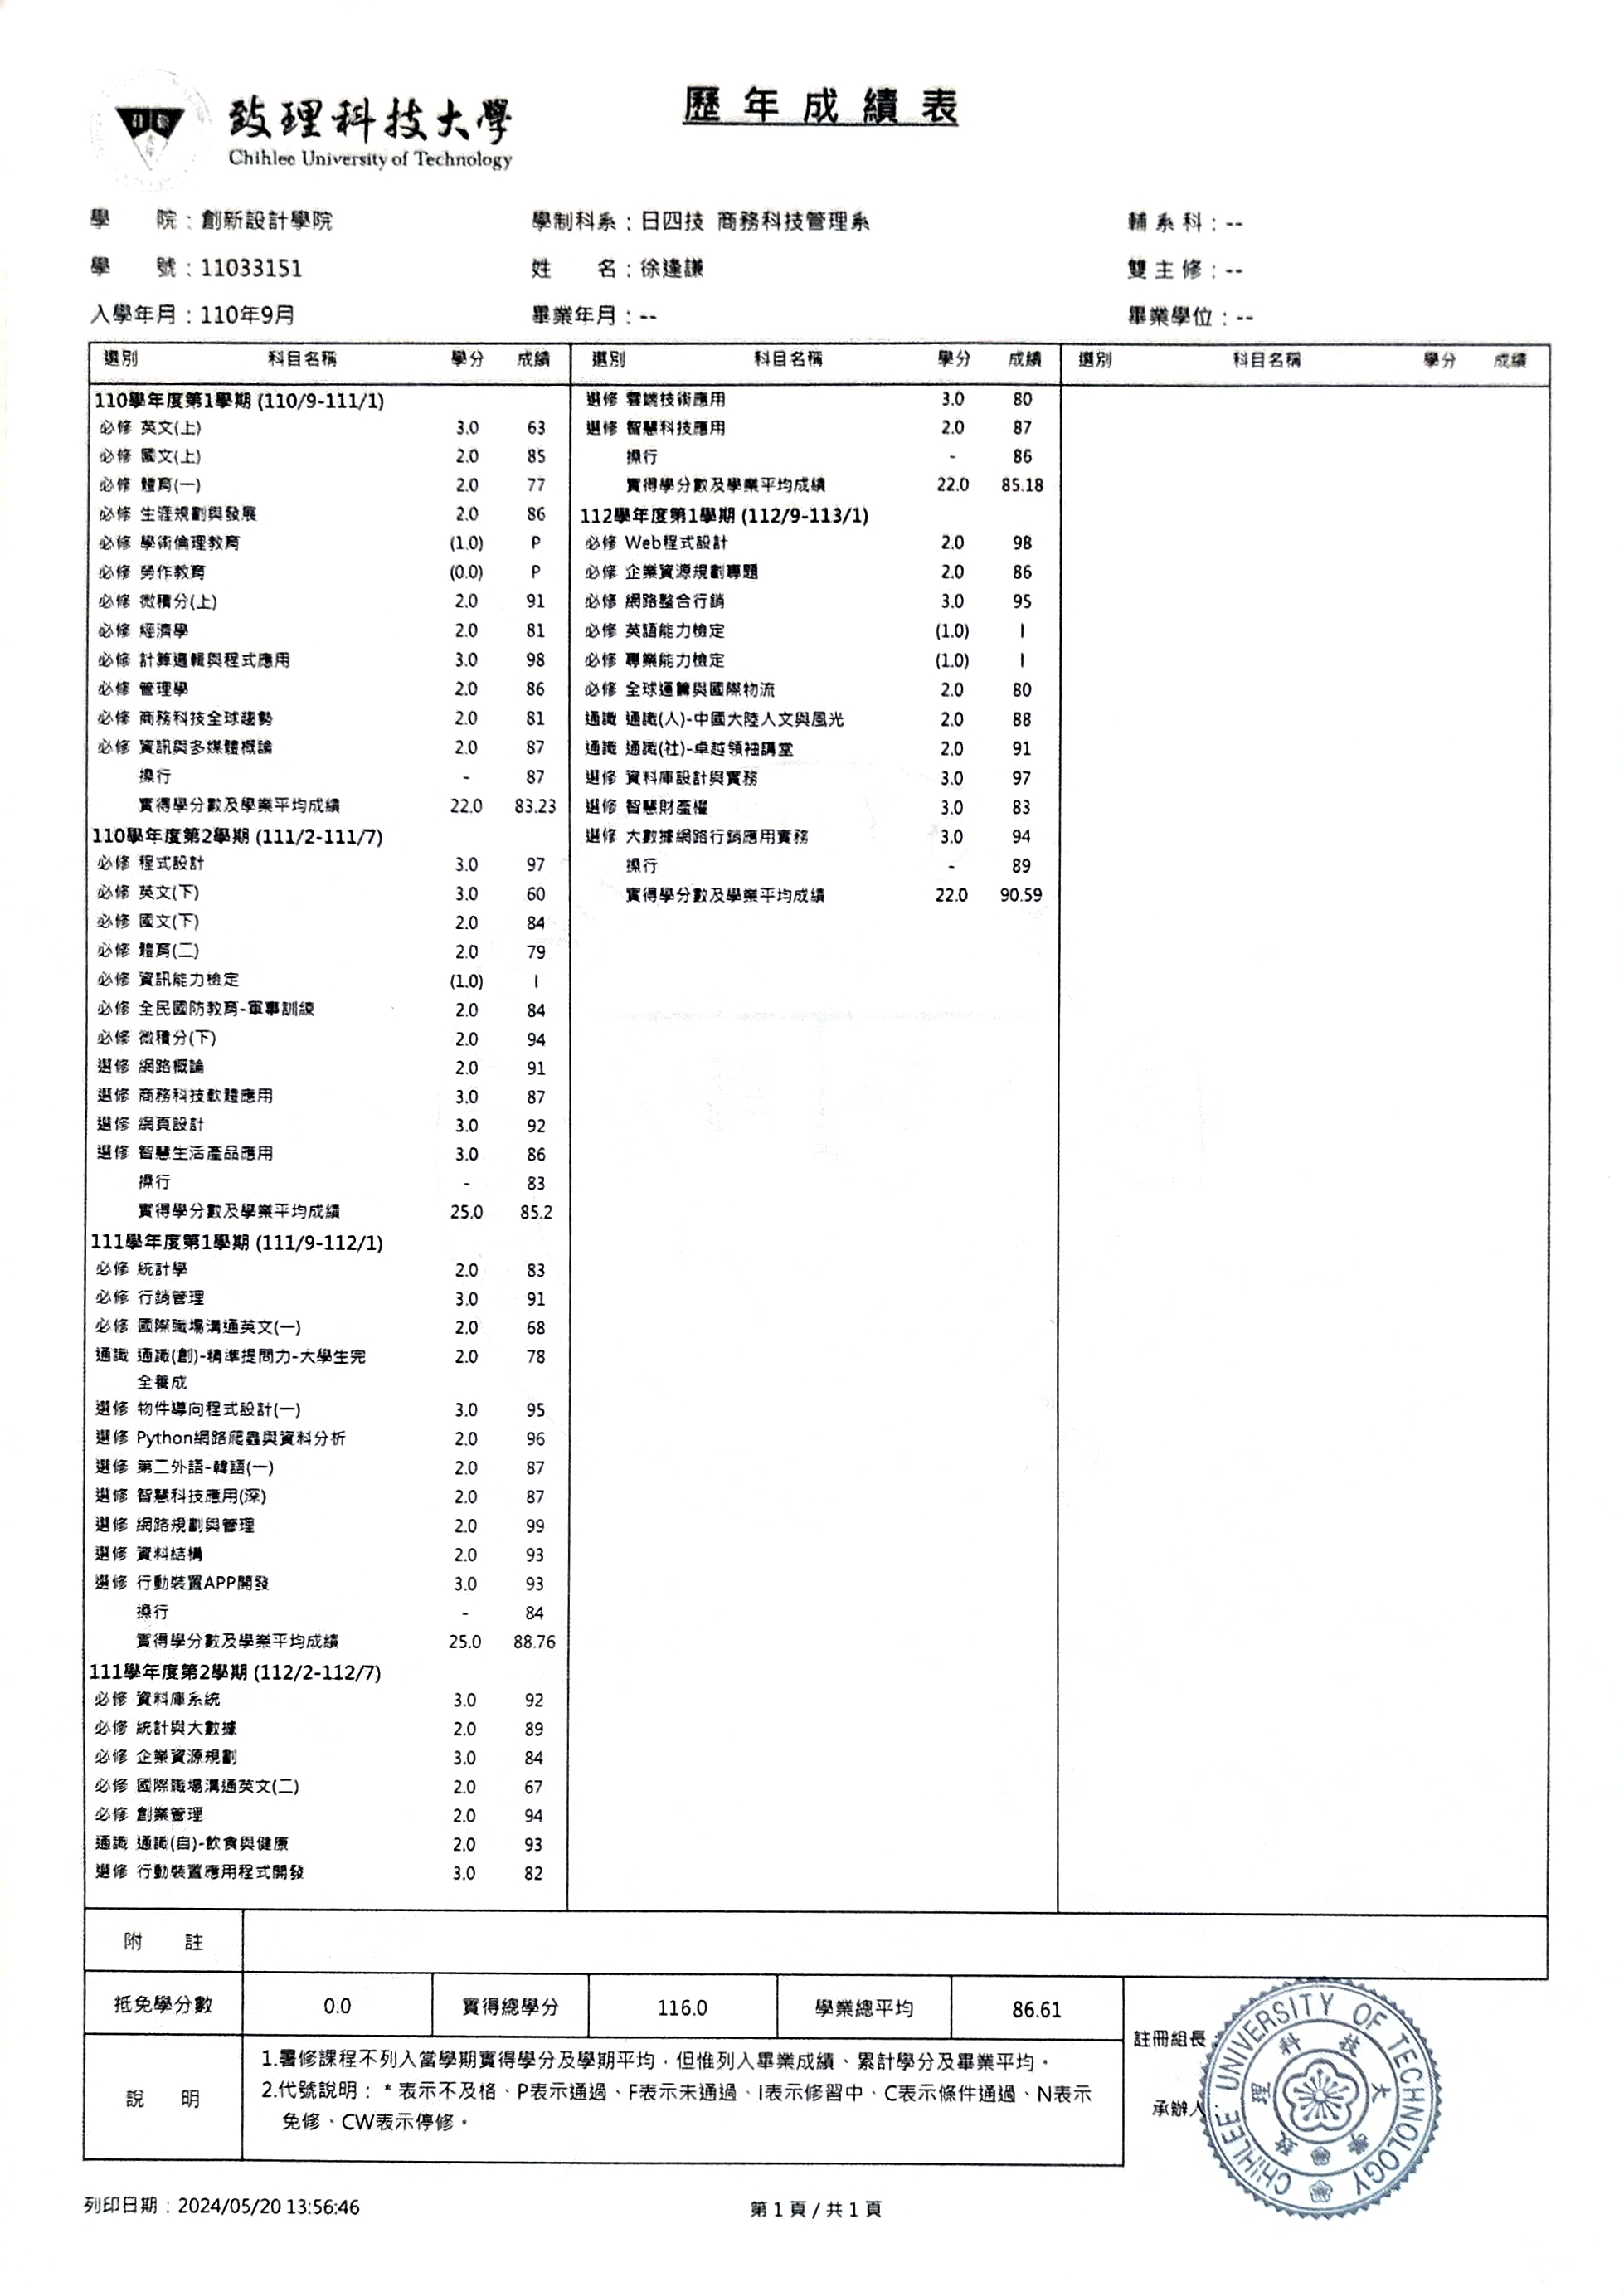 致理科技大學
Chihlee University of Technology
歷年成績表
學 院：創新設計學院 學制科系：日四技 商務科技管理系 輔系科：--
學 號：11033151 姓 名：徐逢謙 雙主修：--
入學年月：110年9月 畢業年月：-- 畢業學位：--
選別 科目名稱 學分 成績
110學年度第1學期 (110/9-111/1)
必修 英文(上) 3.0 63
必修 國文(上) 2.0 85
必修 體育(一) 2.0 77
必修 生涯規劃與發展 2.0 86
必修 學術倫理教育 (1.0) P
必修 勞作教育 (0.0) P
必修 微積分(上) 2.0 91
必修 經濟學 2.0 81
必修 計算邏輯與程式應用 3.0 98
必修 管理學 2.0 86
必修 商務科技全球趨勢 2.0 81
必修 資訊與多媒體概論 2.0 87
操行 - 87
實得學分數及學業平均成績 22.0 83.23
110學年度第2學期 (111/2-111/7)
必修 程式設計 3.0 97
必修 英文(下) 3.0 60
必修 國文(下) 2.0 84
必修 體育(二) 2.0 79
必修 資訊能力檢定 (1.0) I
必修 全民國防教育-軍事訓練 2.0 84
必修 微積分(下) 2.0 94
選修 網路概論 2.0 91
選修 商務科技軟體應用 3.0 87
選修 網頁設計 3.0 92
選修 智慧生活產品應用 3.0 86
操行 - 83
實得學分數及學業平均成績 25.0 85.2
111學年度第1學期 (111/9-112/1)
必修 統計學 2.0 83
必修 行銷管理 3.0 91
必修 國際職場溝通英文(一) 2.0 68
通識 通識(創)-精準提問力-大學生完 2.0 78
全養成
選修 物件導向程式設計(一) 3.0 95
選修 Python網路爬蟲與資料分析 2.0 96
選修 第二外語-韓語(一) 2.0 87
選修 智慧科技應用(深) 2.0 87
選修 網路規劃與管理 2.0 99
選修 資料結構 2.0 93
選修 行動裝置APP開發 3.0 93
操行 - 84
實得學分數及學業平均成績 25.0 88.76
111學年度第2學期 (112/2-112/7)
必修 資料庫系統 3.0 92
必修 統計與大數據 2.0 89
必修 企業資源規劃 3.0 84
必修 國際職場溝通英文(二) 2.0 67
必修 創業管理 2.0 94
通識 通識(自)-飲食與健康 2.0 93
選修 行動裝置應用程式開發 3.0 82
選別 科目名稱 學分 成績
選修 雲端技術應用 3.0 80
選修 智慧科技應用 2.0 87
操行 - 86
實得學分數及學業平均成績 22.0 85.18
112學年度第1學期 (112/9-113/1)
必修 Web程式設計 2.0 98
必修 企業資源規劃專題 2.0 86
必修 網路整合行銷 3.0 95
必修 英語能力檢定 (1.0) I
必修 專業能力檢定 (1.0) I
必修 全球運籌與國際物流 2.0 80
通識 通識(人)-中國大陸人文與風光 2.0 88
通識 通識(社)-卓越領袖講堂 2.0 91
選修 資料庫設計與實務 3.0 97
選修 智慧財產權 3.0 83
選修 大數據網路行銷應用實務 3.0 94
操行 - 89
實得學分數及學業平均成績 22.0 90.59
選別 科目名稱 學分 成績
附 註
抵免學分數 0.0 實得總學分 116.0 學業總平均 86.61
說 明
1.暑修課程不列入當學期實得學分及學期平均，但惟列入畢業成績、累計學分及畢業平均。
2.代號說明：* 表示不及格、P表示通過、F表示未通過、I表示修習中、C表示條件通過、N表示
免修、CW表示停修。
註冊組長：
承辦人：
CHIHLEE UNIVERSITY OF TECHNOLOGY
致理科技大學
列印日期：2024/05/20 13:56:46
第 1 頁 / 共 1 頁